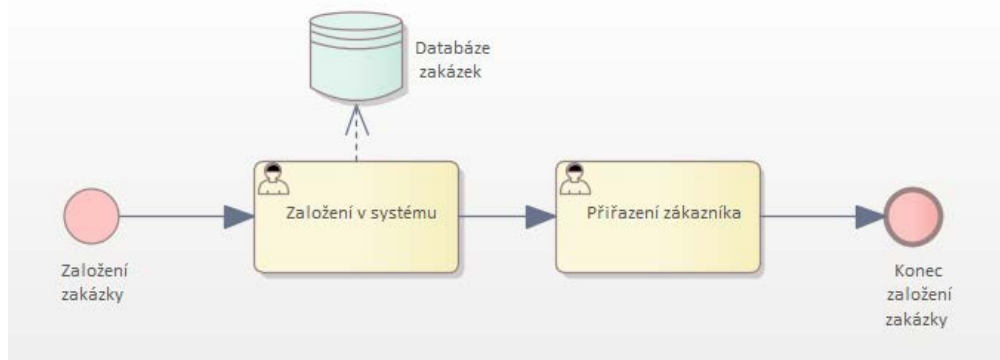 Databáze
zakázek
Založení v systému
Přiřazení zákazníka
Založení
zakázky
Konec
založení
zakázky